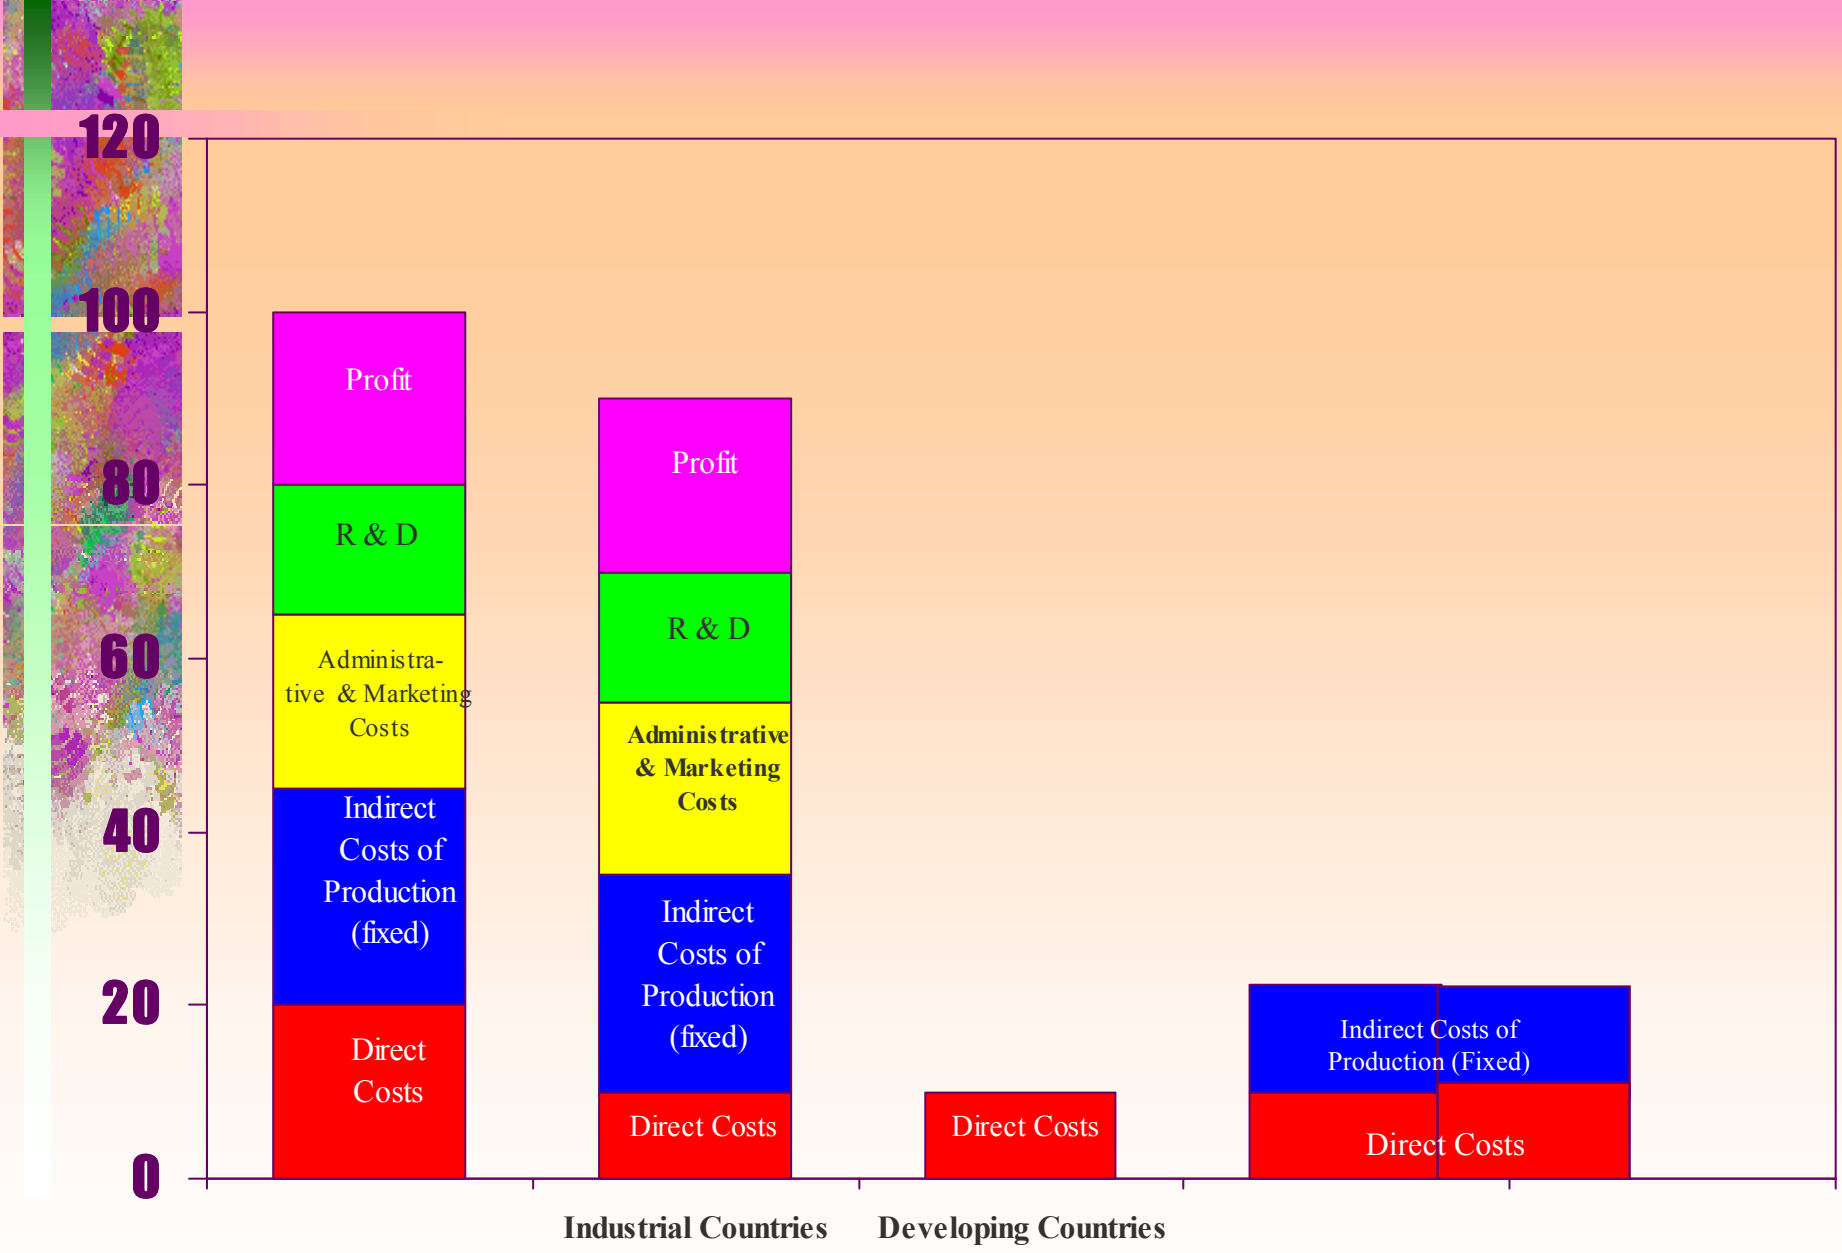 120
100
80
60
40
20
0
Profit
R & D
Administra-
tive & Marketing
Costs
Indirect
Costs of
Production
(fixed)
Direct
Costs
Profit
R & D
Administrative
& Marketing
Costs
Indirect
Costs of
Production
(fixed)
Direct Costs
Direct Costs
Indirect Costs of
Production (Fixed)
Direct Costs
Industrial Countries
Developing Countries